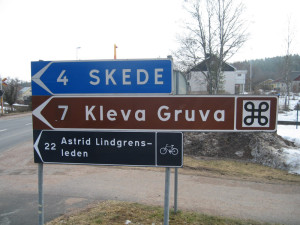 4 SKEDE
7 Kleva Gruva
22 Astrid Lindgrens-
leden